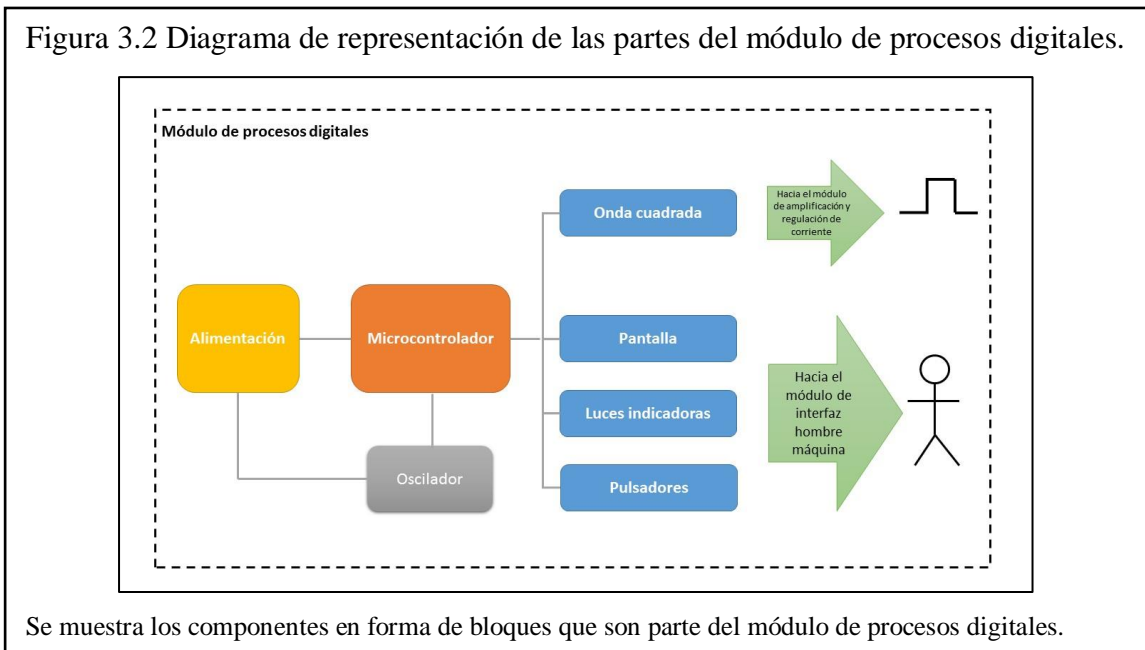 Figura 3.2 Diagrama de representación de las partes del módulo de procesos digitales.
Módulo de procesos digitales
Onda cuadrada
Hacia el módulo
de amplificación y
regulación de
corriente
Alimentación
Microcontrolador
Pantalla
Luces indicadoras
Hacia el
módulo de
interfaz
hombre
máquina
Oscilador
Pulsadores
Se muestra los componentes en forma de bloques que son parte del módulo de procesos digitales.